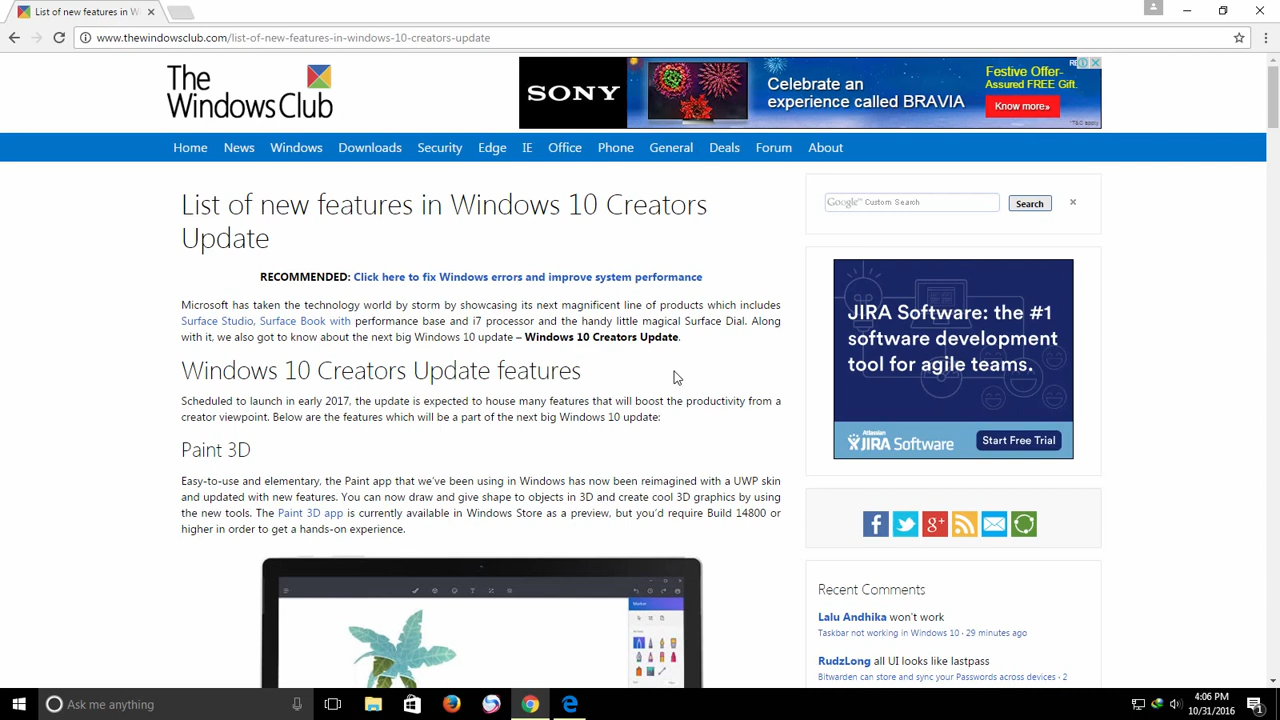 List of new features in W
www.thewindowsclub.com/list-of-new-features-in-windows-10-creators-update
The
WindowsClub
SONY
Celebrate an
experience called BRAVIA
Festive Offer-
Assured FREE Gift.
Know more»
*T&C apply
Home News Windows Downloads Security Edge IE Office Phone General Deals Forum About
List of new features in Windows 10 Creators
Update
RECOMMENDED: Click here to fix Windows errors and improve system performance
Microsoft has taken the technology world by storm by showcasing its next magnificent line of products which includes
Surface Studio, Surface Book with performance base and i7 processor and the handy little magical Surface Dial. Along
with it, we also got to know about the next big Windows 10 update – Windows 10 Creators Update.
Windows 10 Creators Update features
Scheduled to launch in early 2017, the update is expected to house many features that will boost the productivity from a
creator viewpoint. Below are the features which will be a part of the next big Windows 10 update:
Paint 3D
Easy-to-use and elementary, the Paint app that we've been using in Windows has now been reimagined with a UWP skin
and updated with new features. You can now draw and give shape to objects in 3D and create cool 3D graphics by using
the new tools. The Paint 3D app is currently available in Windows Store as a preview, but you'd require Build 14800 or
higher in order to get a hands-on experience.
Google™ Custom Search
Search
JIRA Software: the #1
software development
tool for agile teams.
Atlassian
JIRA Software
Start Free Trial
Recent Comments
Lalu Andhika won't work
Taskbar not working in Windows 10 · 29 minutes ago
RudzLong all UI looks like lastpass
Bitwarden can store and sync your Passwords across devices · 2
Ask me anything
4:06 PM
10/31/2016